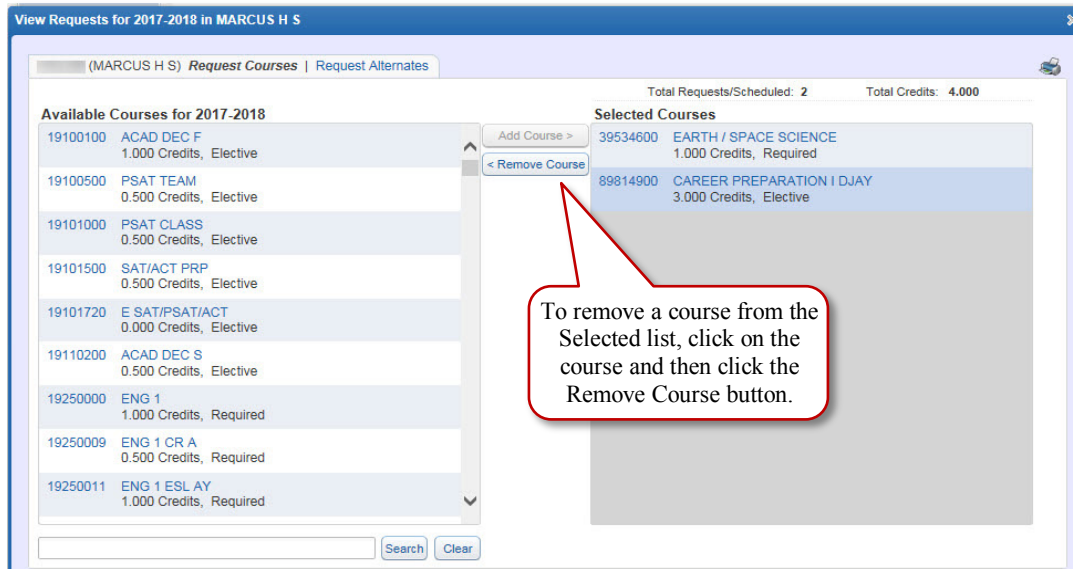 View Requests for 2017-2018 in MARCUS H S
(MARCUS H S) Request Courses | Request Alternates
Total Requests/Scheduled: 2 Total Credits: 4.000
Available Courses for 2017-2018
Selected Courses
19100100 ACAD DEC F
1.000 Credits, Elective
19100500 PSAT TEAM
0.500 Credits, Elective
19101000 PSAT CLASS
0.500 Credits, Elective
19101500 SAT/ACT PRP
0.500 Credits, Elective
19101720 E SAT/PSAT/ACT
0.000 Credits, Elective
19110200 ACAD DEC S
0.500 Credits, Elective
19250000 ENG 1
1.000 Credits, Required
19250009 ENG 1 CR A
0.500 Credits, Required
19250011 ENG 1 ESL AY
1.000 Credits, Required
Add Course >
< Remove Course
39534600 EARTH / SPACE SCIENCE
1.000 Credits, Required
89814900 CAREER PREPARATION I DJAY
3.000 Credits, Elective
To remove a course from the
Selected list, click on the
course and then click the
Remove Course button.
Search Clear